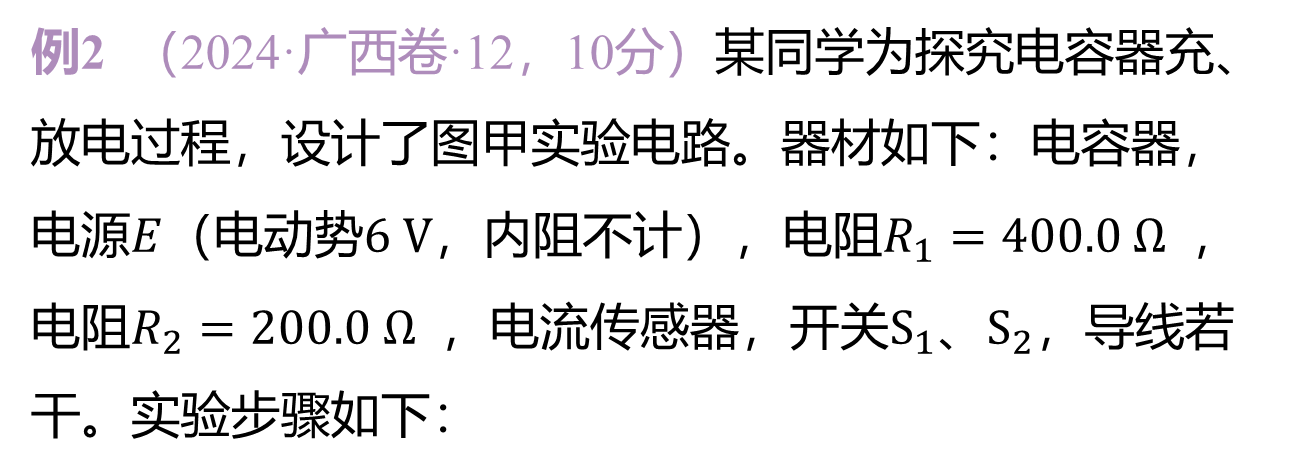 例2 （2024·广西卷·12，10分）某同学为探究电容器充、
放电过程，设计了图甲实验电路。器材如下：电容器，
电源E（电动势6 V，内阻不计），电阻R₁ = 400.0 Ω ，
电阻R₂ = 200.0 Ω ，电流传感器，开关S₁、S₂，导线若
干。实验步骤如下：